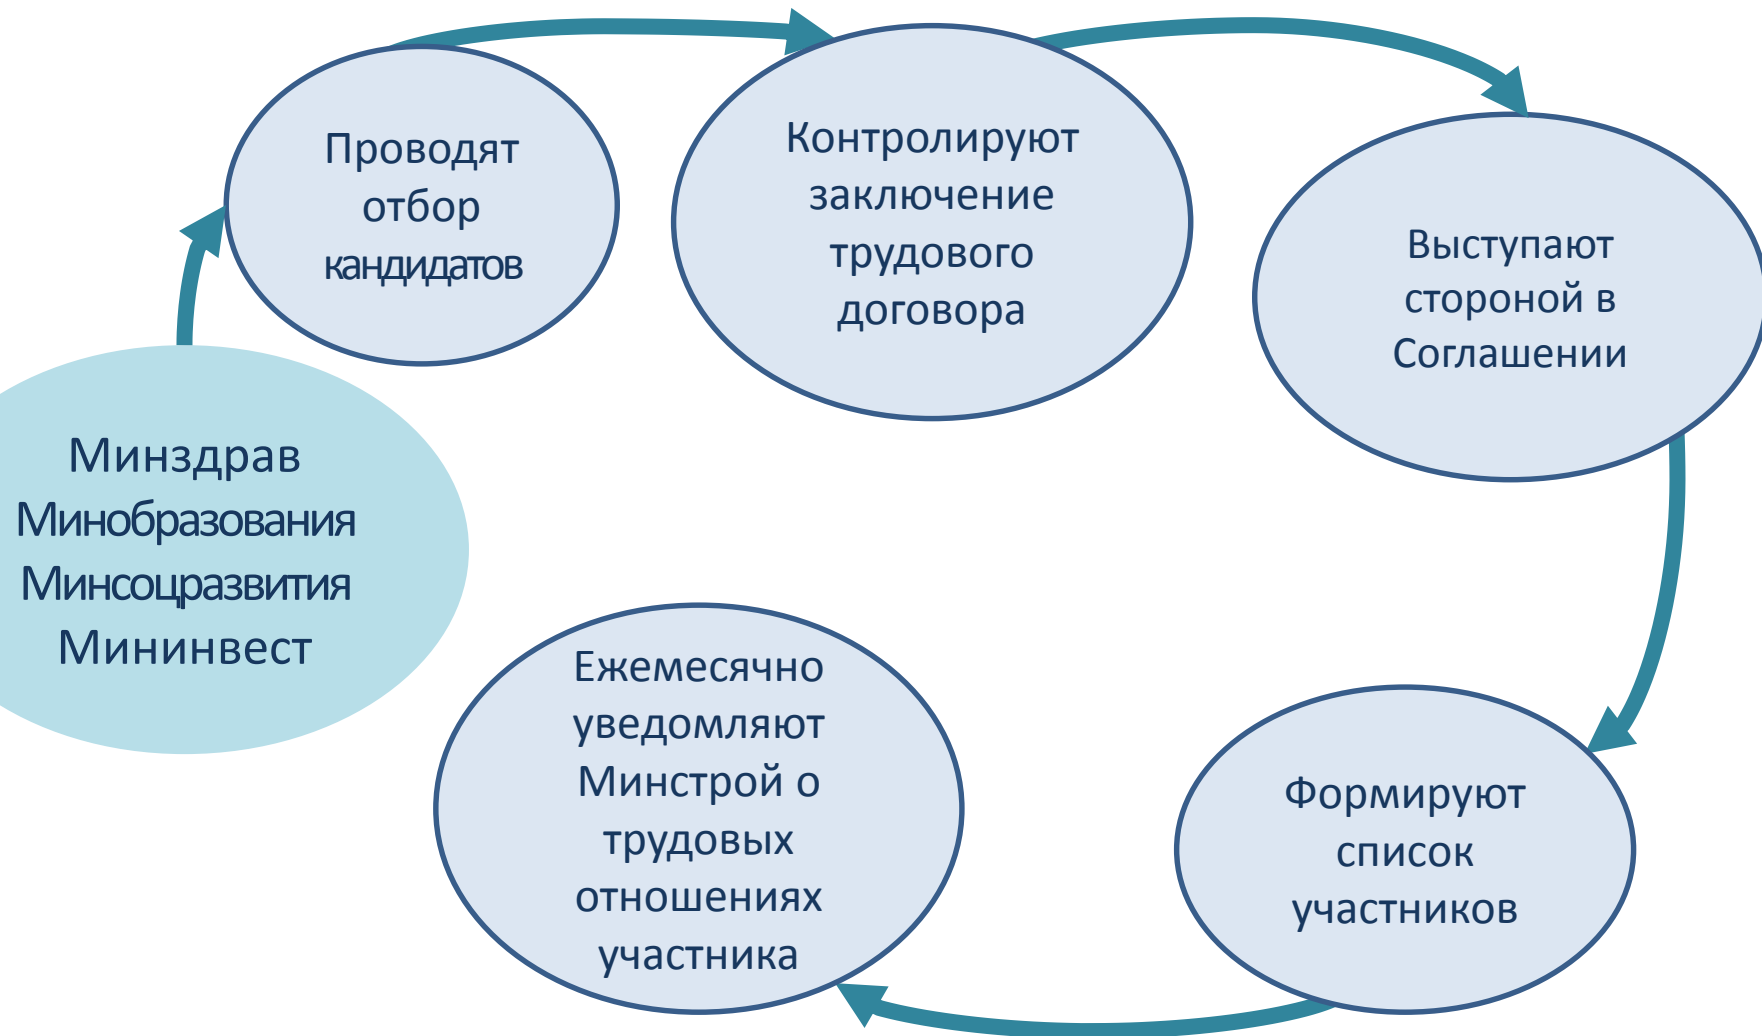 Проводят
отбор
кандидатов
Контролируют
заключение
трудового
договора
Выступают
стороной в
Соглашении
Минздрав
Минобразования
Минсоцразвития
Мининвест
Ежемесячно
уведомляют
Минстрой о
трудовых
отношениях
участника
Формируют
список
участников